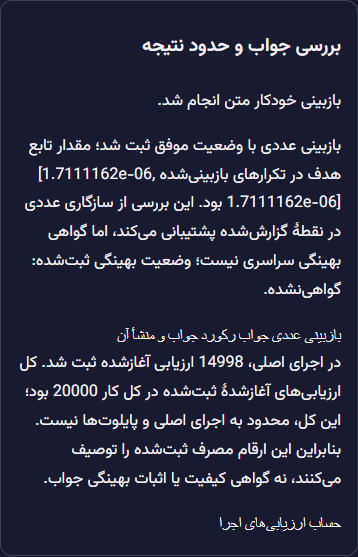 بررسی جواب و حدود نتیجه
بازبینی خودکار متن انجام شد.
بازبینی عددی با وضعیت موفق ثبت شد؛ مقدار تابع
هدف در تکرارهای بازبینی‌شده [1.7111162e-06,
1.7111162e-06] بود. این بررسی از سازگاری عددی
در نقطهٔ گزارش‌شده پشتیبانی می‌کند، اما گواهی
بهینگی سراسری نیست؛ وضعیت بهینگی ثبت‌شده:
گواهی‌نشده.
بازبینی عددی جواب رکورد جواب و منشأ آن
در اجرای اصلی، 14998 ارزیابی آغازشده ثبت شد. کل
ارزیابی‌های آغازشدهٔ ثبت‌شده در کل کار 20000 بود؛
این کل، محدود به اجرای اصلی و پایلوت‌ها نیست.
بنابراین این ارقام مصرف ثبت‌شده را توصیف
می‌کنند، نه گواهی کیفیت یا اثبات بهینگی جواب.
حساب ارزیابی‌های اجرا